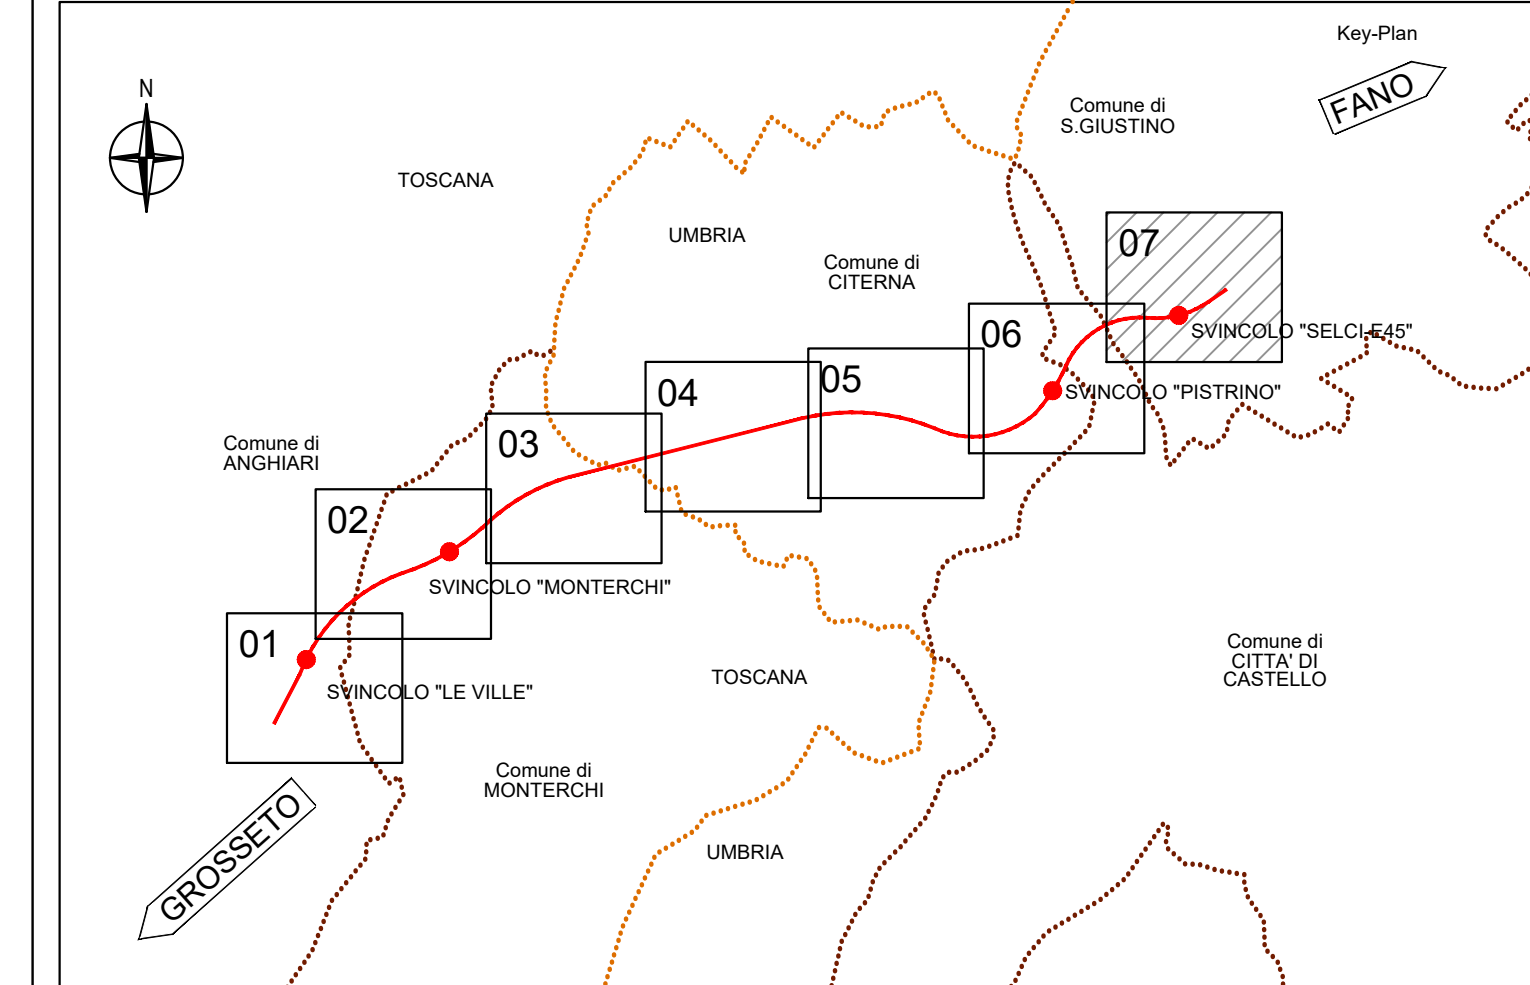 Key-Plan
N
FANO
Comune di
S.GIUSTINO
TOSCANA
UMBRIA
07
Comune di
CITERNA
06
SVINCOLO "SELCI-E45"
05
04
SVINCOLO "PISTRINO"
03
Comune di
ANGHIARI
02
SVINCOLO "MONTERCHI"
01
Comune di
CITTA' DI
CASTELLO
TOSCANA
SVINCOLO "LE VILLE"
Comune di
MONTERCHI
GROSSETO
UMBRIA